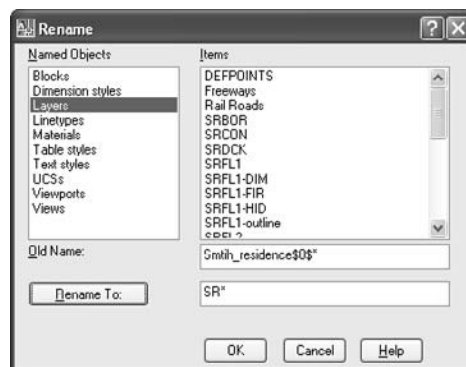 Rename
Named Objects
Items
Blocks
Dimension styles
Layers
Linetypes
Materials
Table styles
Text styles
UCSs
Viewports
Views
DEFPOINTS
Freeways
Rail Roads
SRBOR
SRCON
SRDCK
SRFL1
SRFL1-DIM
SRFL1-FIR
SRFL1-HID
SRFL1-outline
SRFL2
Old Name:
Smtih_residence$0$*
Rename To:
SR*
OK
Cancel
Help